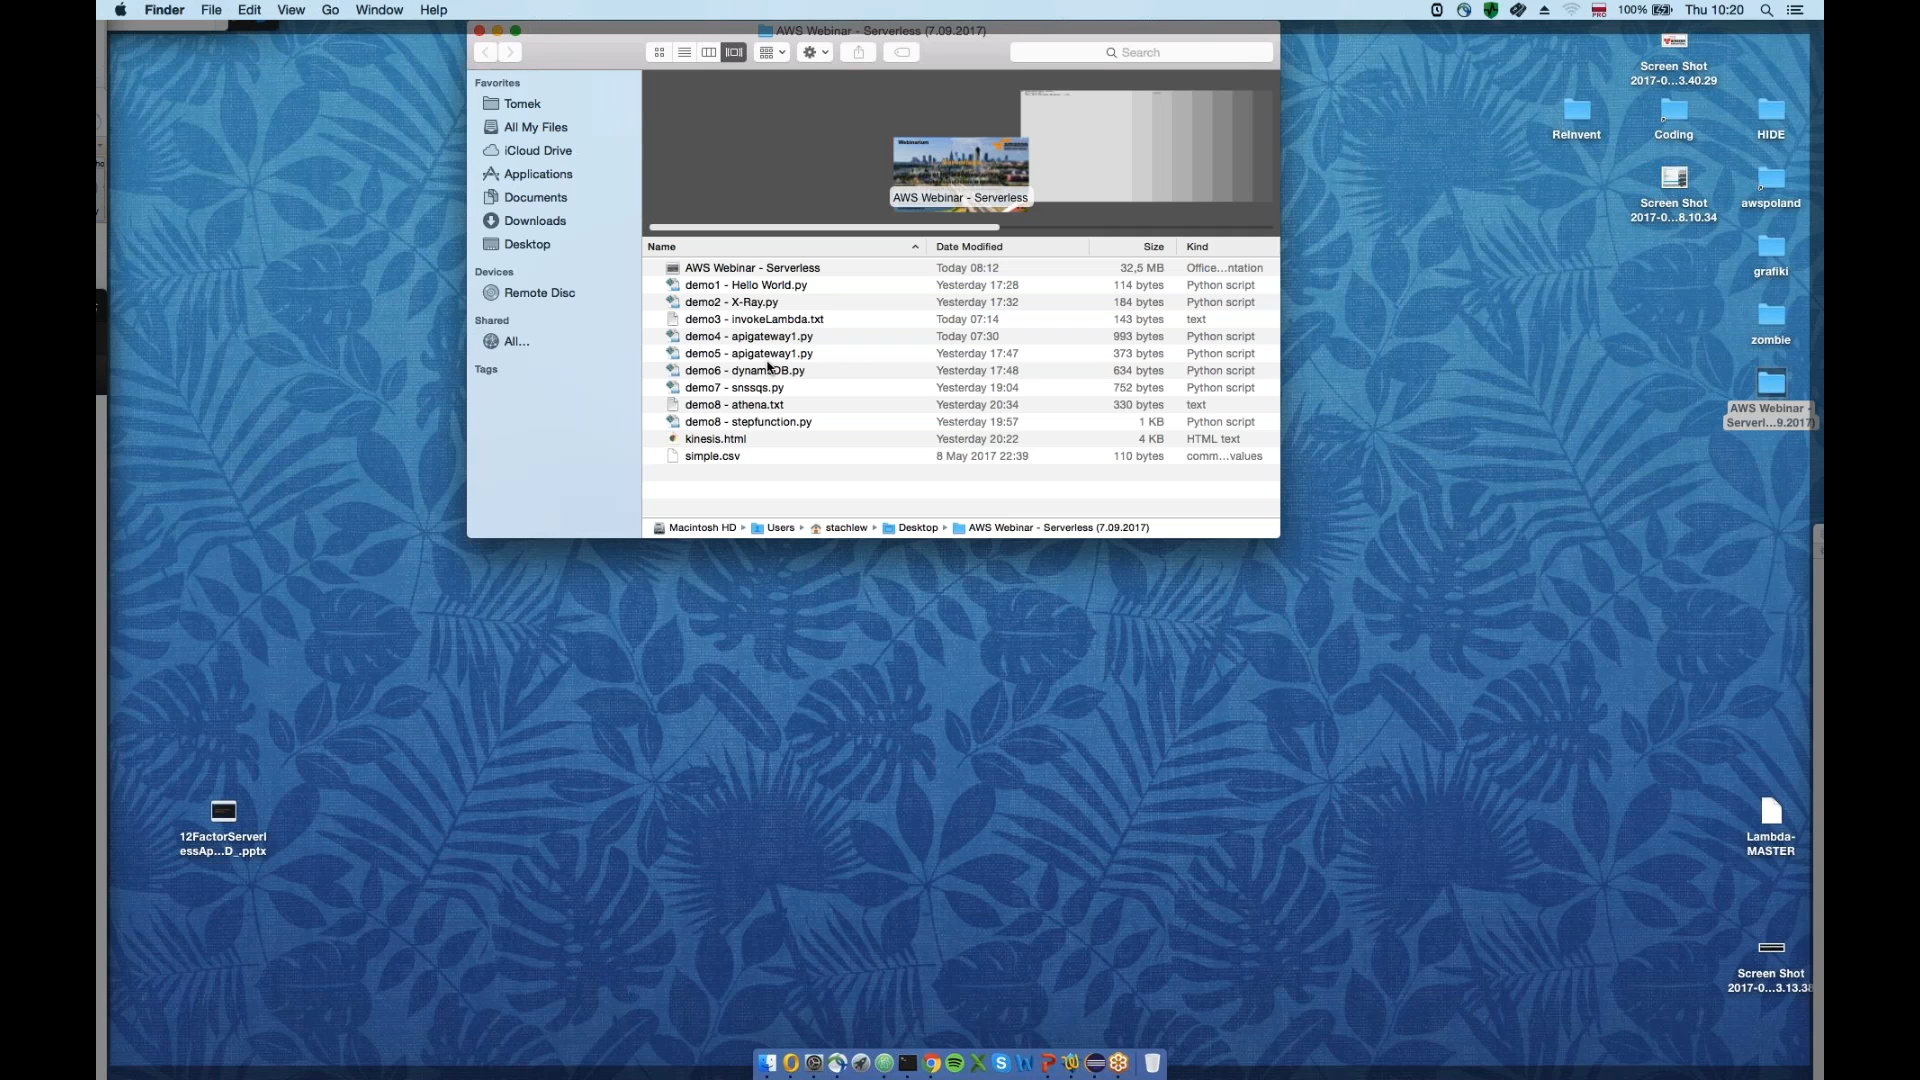 Finder File Edit View Go Window Help
PRO 100% Thu 10:20
AWS Webinar - Serverless (7.09.2017)
Search
Favorites
Tomek
All My Files
iCloud Drive
Applications
Documents
Downloads
Desktop
Devices
Remote Disc
Shared
All...
Tags
Webinarium
AWS Webinar - Serverless
Name Date Modified Size Kind
AWS Webinar - Serverless Today 08:12 32,5 MB Office...ntation
demo1 - Hello World.py Yesterday 17:28 114 bytes Python script
demo2 - X-Ray.py Yesterday 17:32 184 bytes Python script
demo3 - invokeLambda.txt Today 07:14 143 bytes text
demo4 - apigateway1.py Today 07:30 993 bytes Python script
demo5 - apigateway1.py Yesterday 17:47 373 bytes Python script
demo6 - dynamoDB.py Yesterday 17:48 634 bytes Python script
demo7 - snssqs.py Yesterday 19:04 752 bytes Python script
demo8 - athena.txt Yesterday 20:34 330 bytes text
demo8 - stepfunction.py Yesterday 19:57 1 KB Python script
kinesis.html Yesterday 20:22 4 KB HTML text
simple.csv 8 May 2017 22:39 110 bytes comm...values
Macintosh HD Users stachlew Desktop AWS Webinar - Serverless (7.09.2017)
Screen Shot
2017-0...3.40.29
ReInvent
Coding
HIDE
Screen Shot
2017-0...8.10.34
awspoland
grafiki
zombie
AWS Webinar -
Serverl...9.2017)
12FactorServerl
essAp...D_.pptx
Lambda-
MASTER
Screen Shot
2017-0...3.13.38